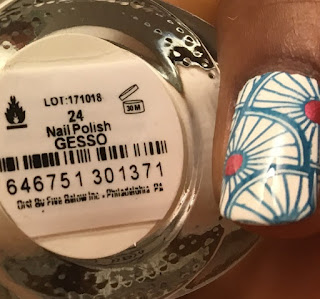 LOT:171018
30M
24
Nail Polish
GESSO
646751 301371
Dist By Five Below Inc · Philadelphia PA